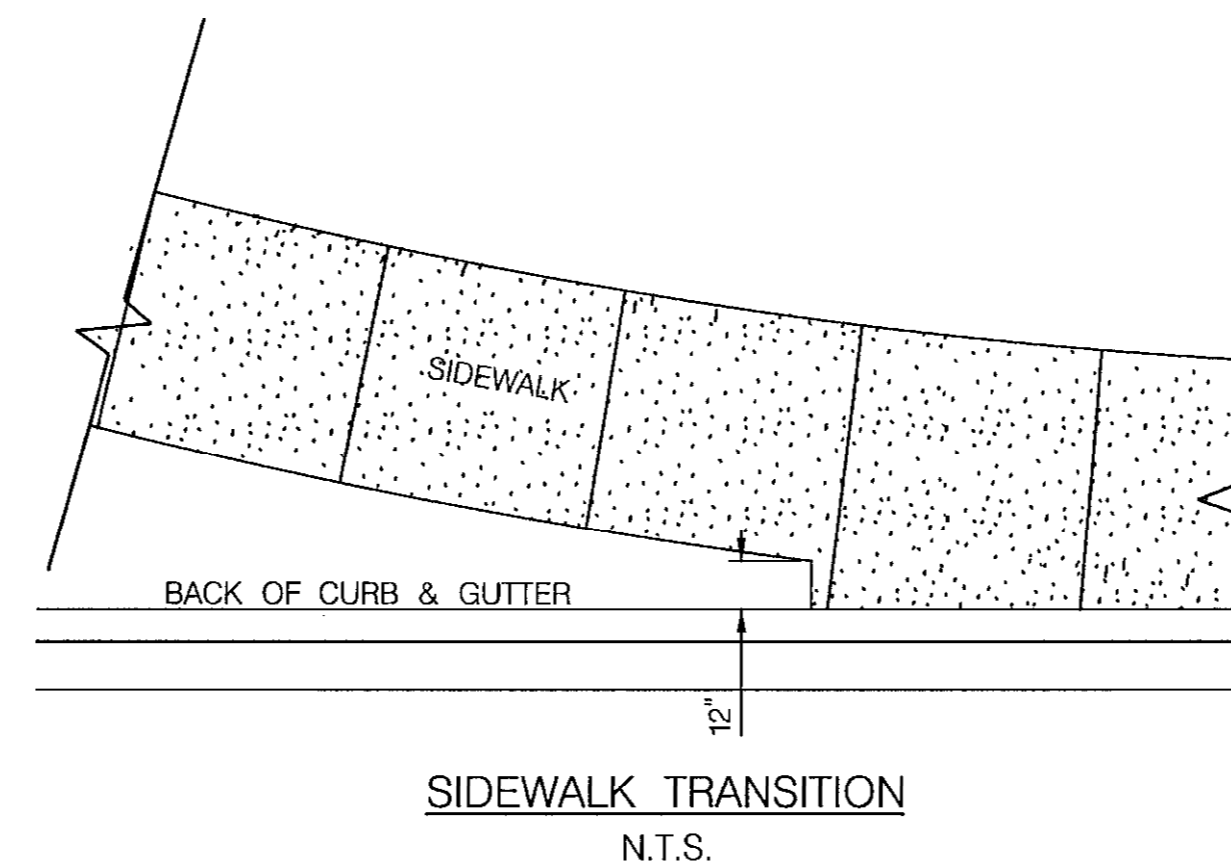 SIDEWALK
BACK OF CURB & GUTTER
12"
SIDEWALK TRANSITION
N.T.S.